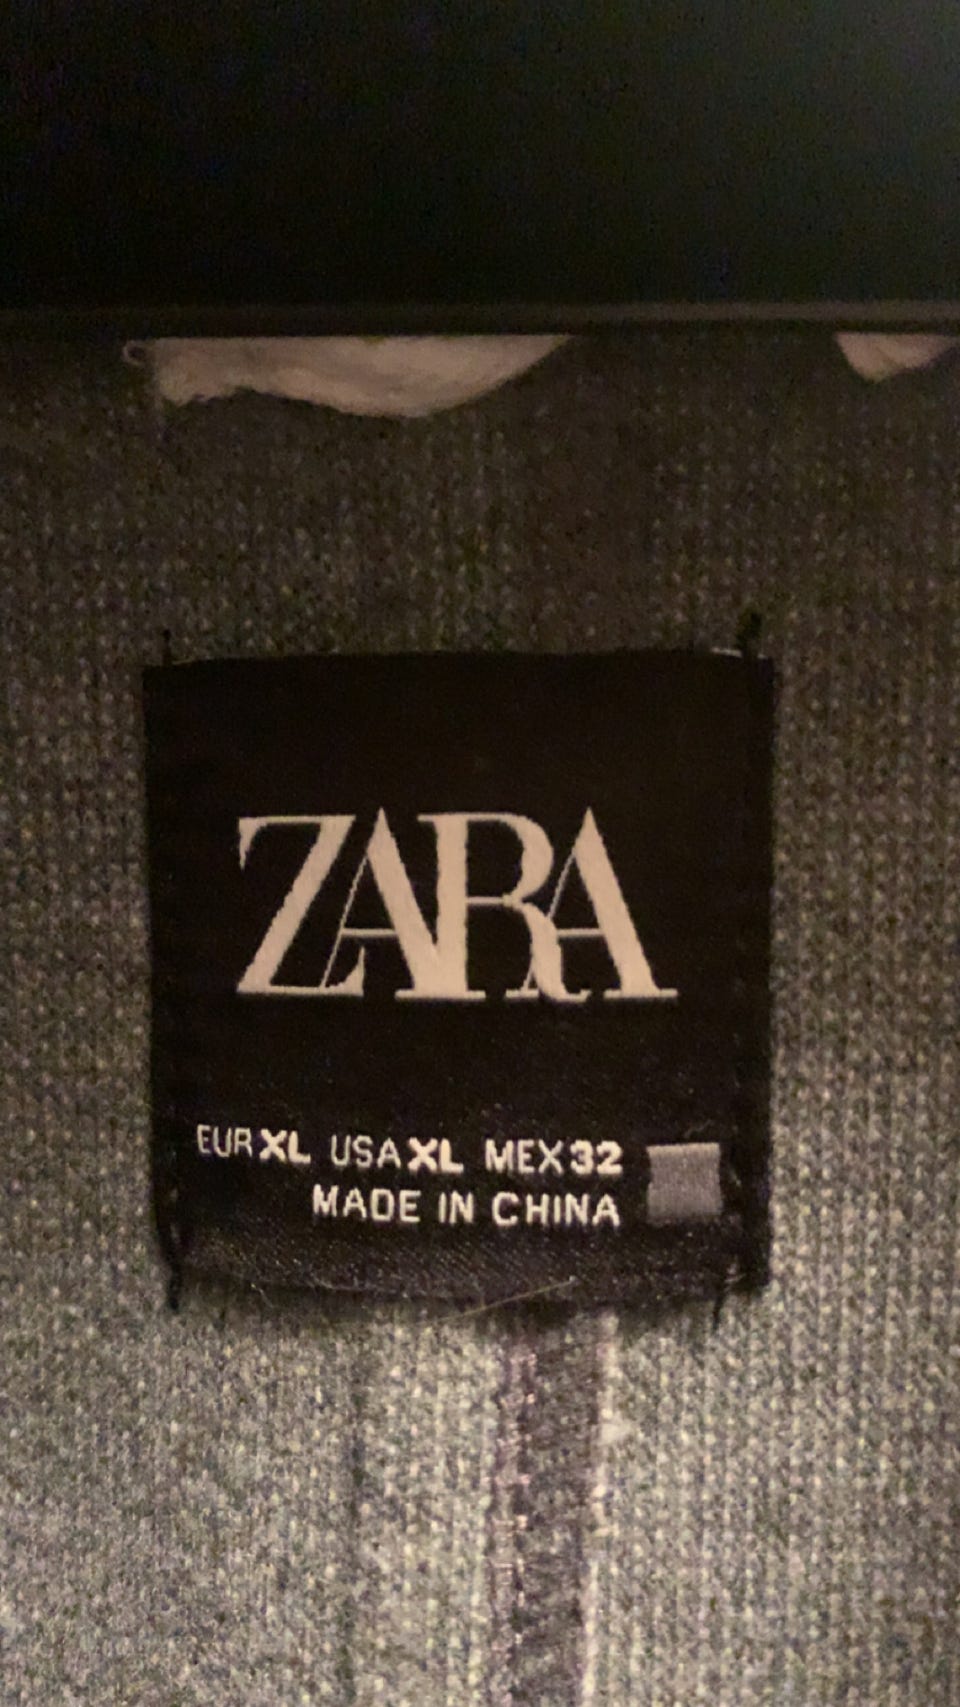 ZARA
EUR XL USA XL MEX 32
MADE IN CHINA